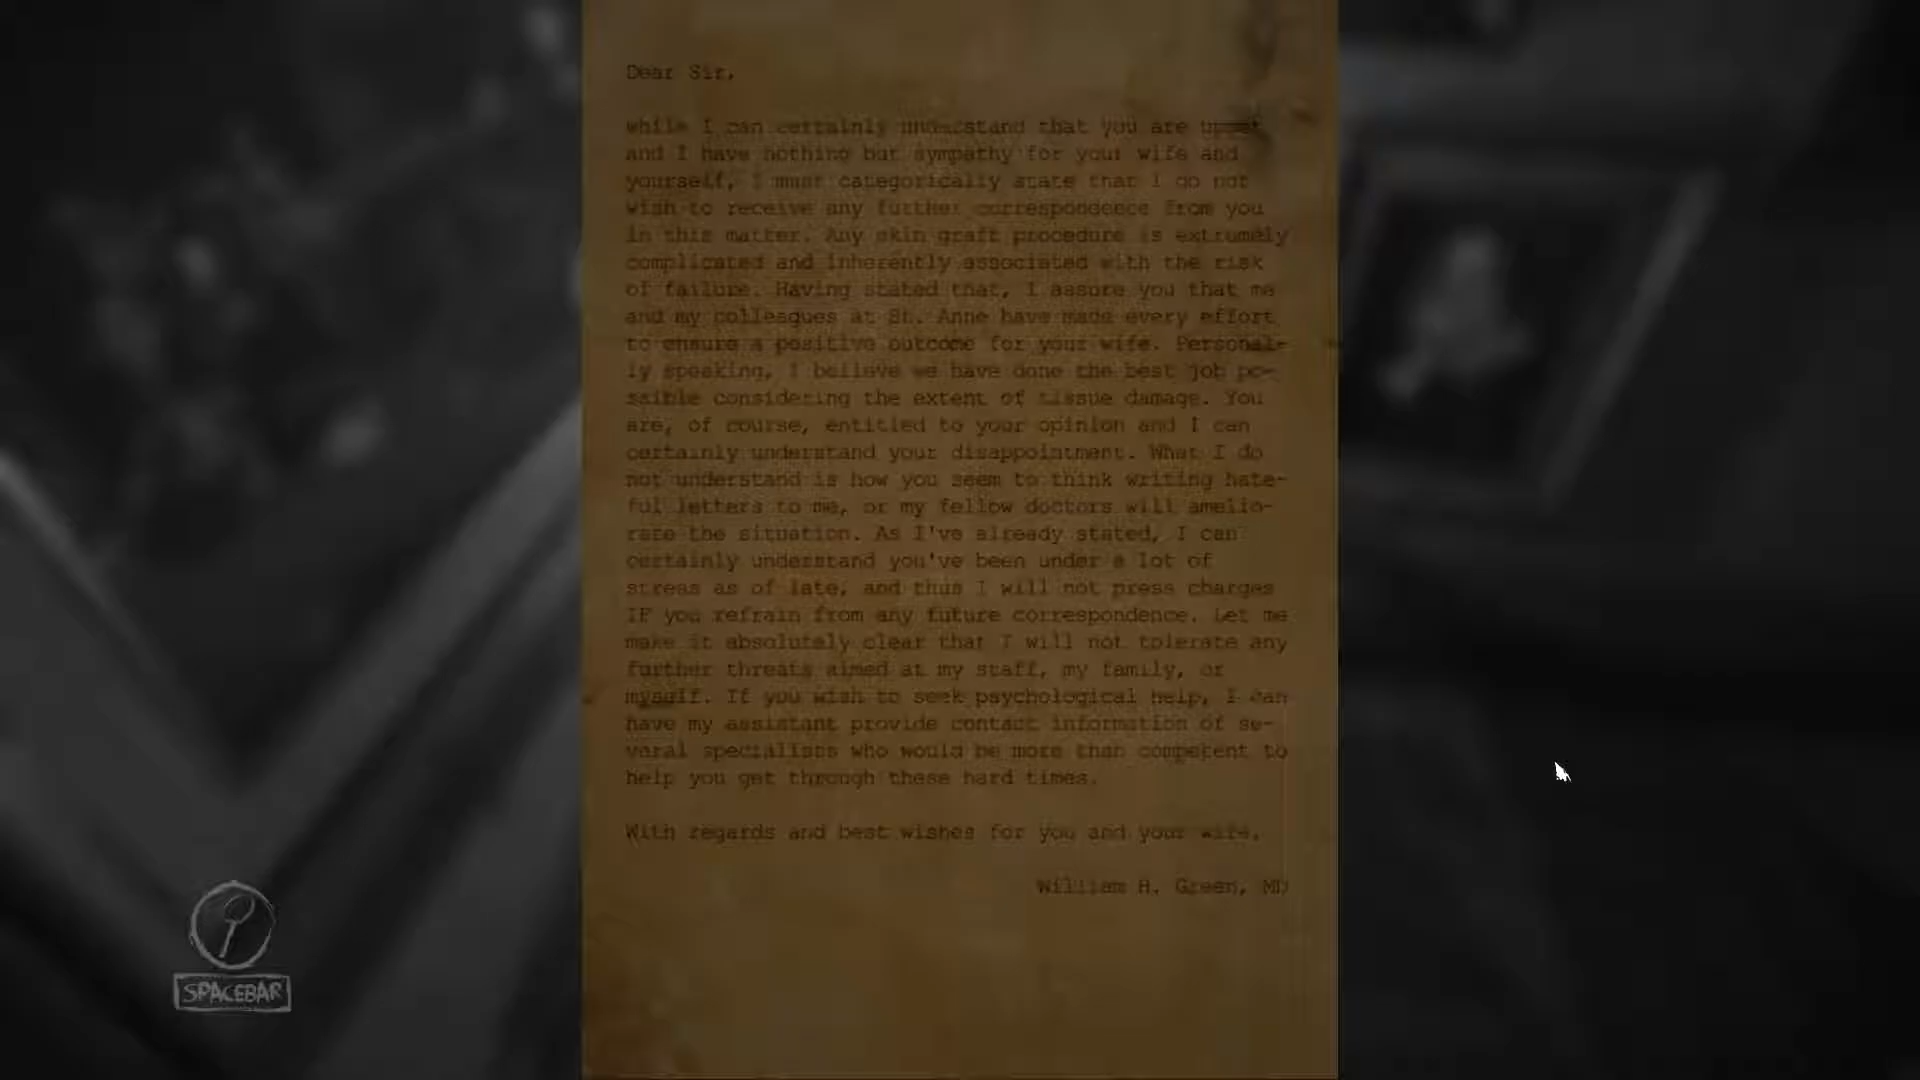 Dear Sir,
while I can certainly understand that you are upset
and I have nothing but sympathy for your wife and
yourself, I must categorically state that I do not
wish to receive any further correspondence from you
in this matter. Any skin graft procedure is extremely
complicated and inherently associated with the risk
of failure. Having stated that, I assure you that me
and my colleagues at St. Anne have made every effort
to ensure a positive outcome for your wife. Personal-
ly speaking, I believe we have done the best job po-
ssible considering the extent of tissue damage. You
are, of course, entitled to your opinion and I can
certainly understand your disappointment. What I do
not understand is how you seem to think writing hate-
ful letters to me, or my fellow doctors will amelio-
rate the situation. As I've already stated, I can
certainly understand you've been under a lot of
stress as of late, and thus I will not press charges
IF you refrain from any future correspondence. Let me
make it absolutely clear that I will not tolerate any
further threats aimed at my staff, my family, or
myself. If you wish to seek psychological help, I can
have my assistant provide contact information of se-
veral specialists who would be more than competent to
help you get through these hard times.
With regards and best wishes for you and your wife,
William H. Green, MD
SPACEBAR